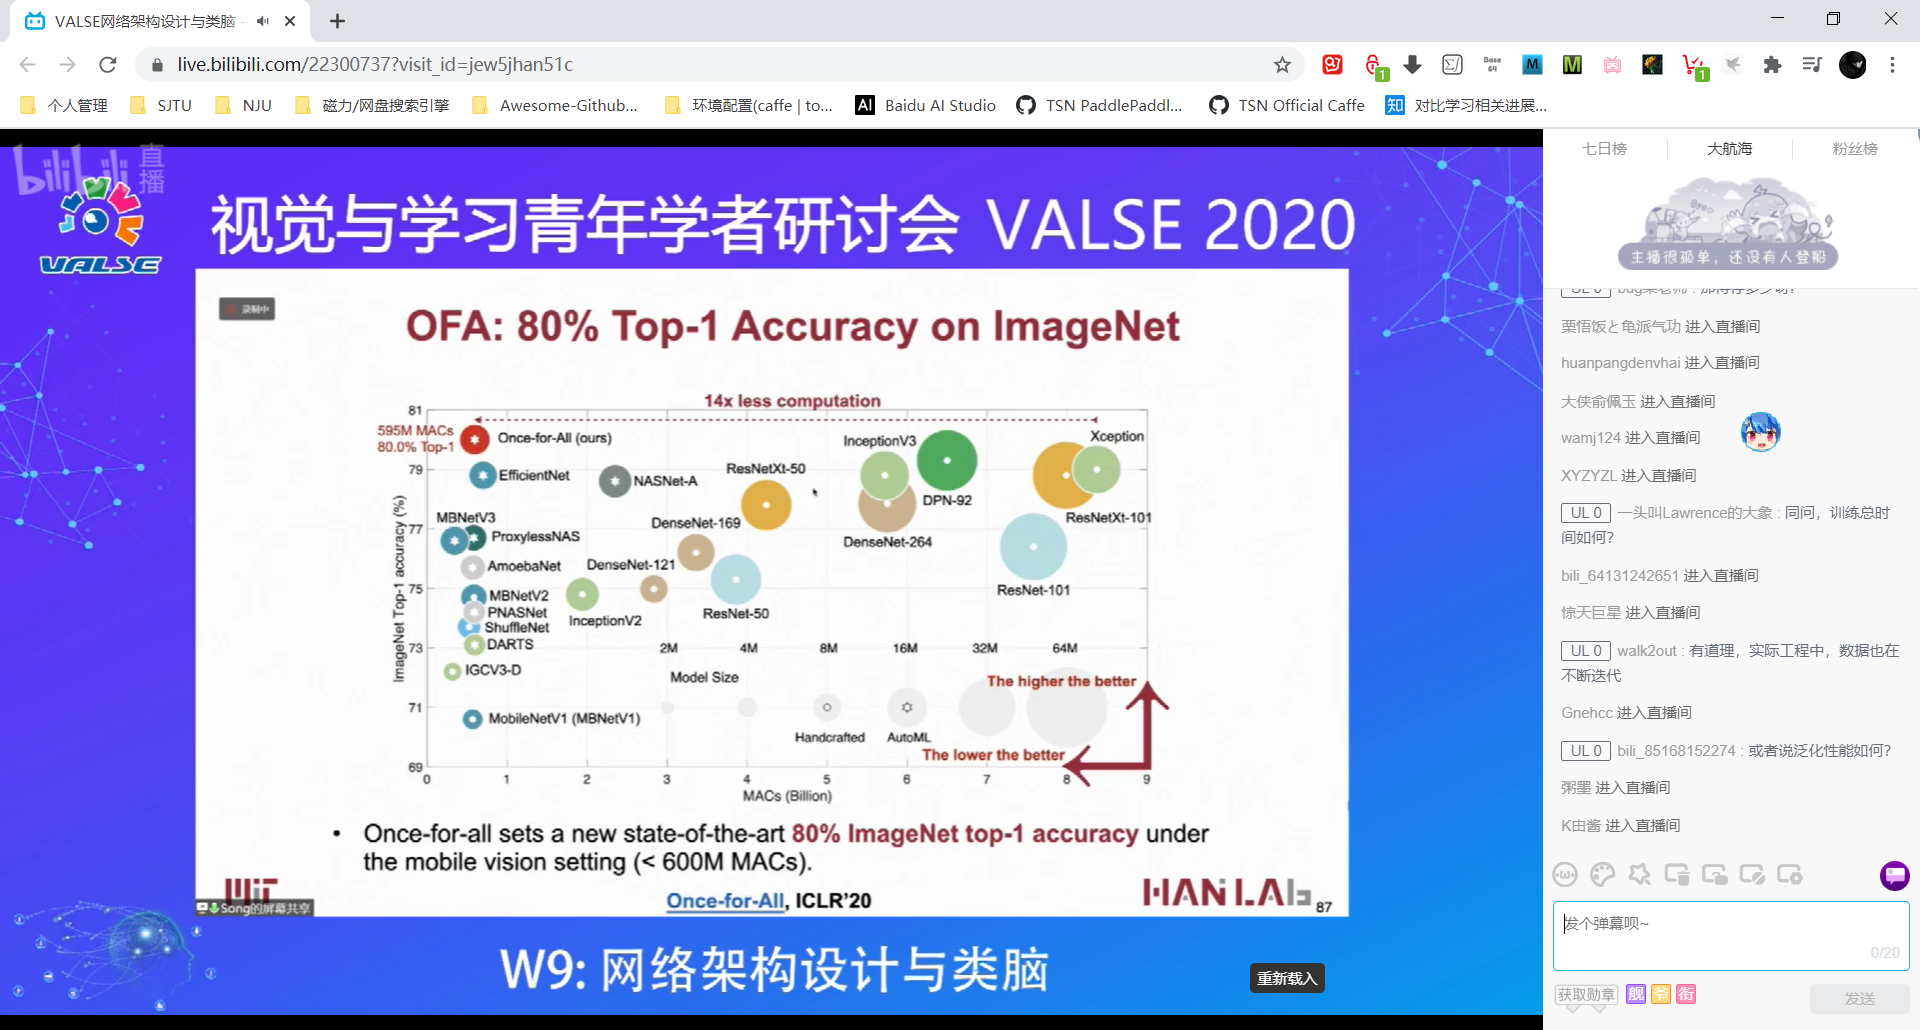 VALSE网络架构设计与类脑
live.bilibili.com/22300737?visit_id=jew5jhan51c
1
Base 64
M
M
1
个人管理
SJTU
NJU
磁力/网盘搜索引擎
Awesome-Github...
环境配置(caffe | to...
AI Baidu AI Studio
TSN PaddlePaddl...
TSN Official Caffe
知 对比学习相关进展...
bilibili 直播
VALSE
视觉与学习青年学者研讨会 VALSE 2020
录制中
OFA: 80% Top-1 Accuracy on ImageNet
14x less computation
595M MACs
80.0% Top-1
Once-for-All (ours)
EfficientNet
NASNet-A
ResNetXt-50
InceptionV3
Xception
DPN-92
ResNetXt-101
MBNetV3
ProxylessNAS
DenseNet-169
DenseNet-264
AmoebaNet
DenseNet-121
ResNet-101
MBNetV2
PNASNet
InceptionV2
ResNet-50
ShuffleNet
DARTS
IGCV3-D
MobileNetV1 (MBNetV1)
2M 4M 8M 16M 32M 64M
Model Size
Handcrafted
AutoML
The higher the better
The lower the better
81
79
77
75
73
71
69
ImageNet Top-1 accuracy (%)
0 1 2 3 4 5 6 7 8 9
MACs (Billion)
• Once-for-all sets a new state-of-the-art 80% ImageNet top-1 accuracy under
the mobile vision setting (< 600M MACs).
Once-for-All, ICLR'20
MIT
Song的屏幕共享
HAN LAB
87
W9: 网络架构设计与类脑
重新载入
七日榜
大航海
粉丝榜
主播很孤单，还没有人登船
UL 0
栗悟饭と龟派气功 进入直播间
huanpangdenvhai 进入直播间
大侠俞佩玉 进入直播间
wamj124 进入直播间
XYZYZL 进入直播间
UL 0 一头叫Lawrence的大象 : 同问，训练总时
间如何？
bili_64131242651 进入直播间
惊天巨星 进入直播间
UL 0 walk2out : 有道理，实际工程中，数据也在
不断迭代
Gnehcc 进入直播间
UL 0 bili_85168152274 : 或者说泛化性能如何？
粥墨 进入直播间
K由酱 进入直播间
发个弹幕呗~
0/20
获取勋章
舰
爷
衔
发送